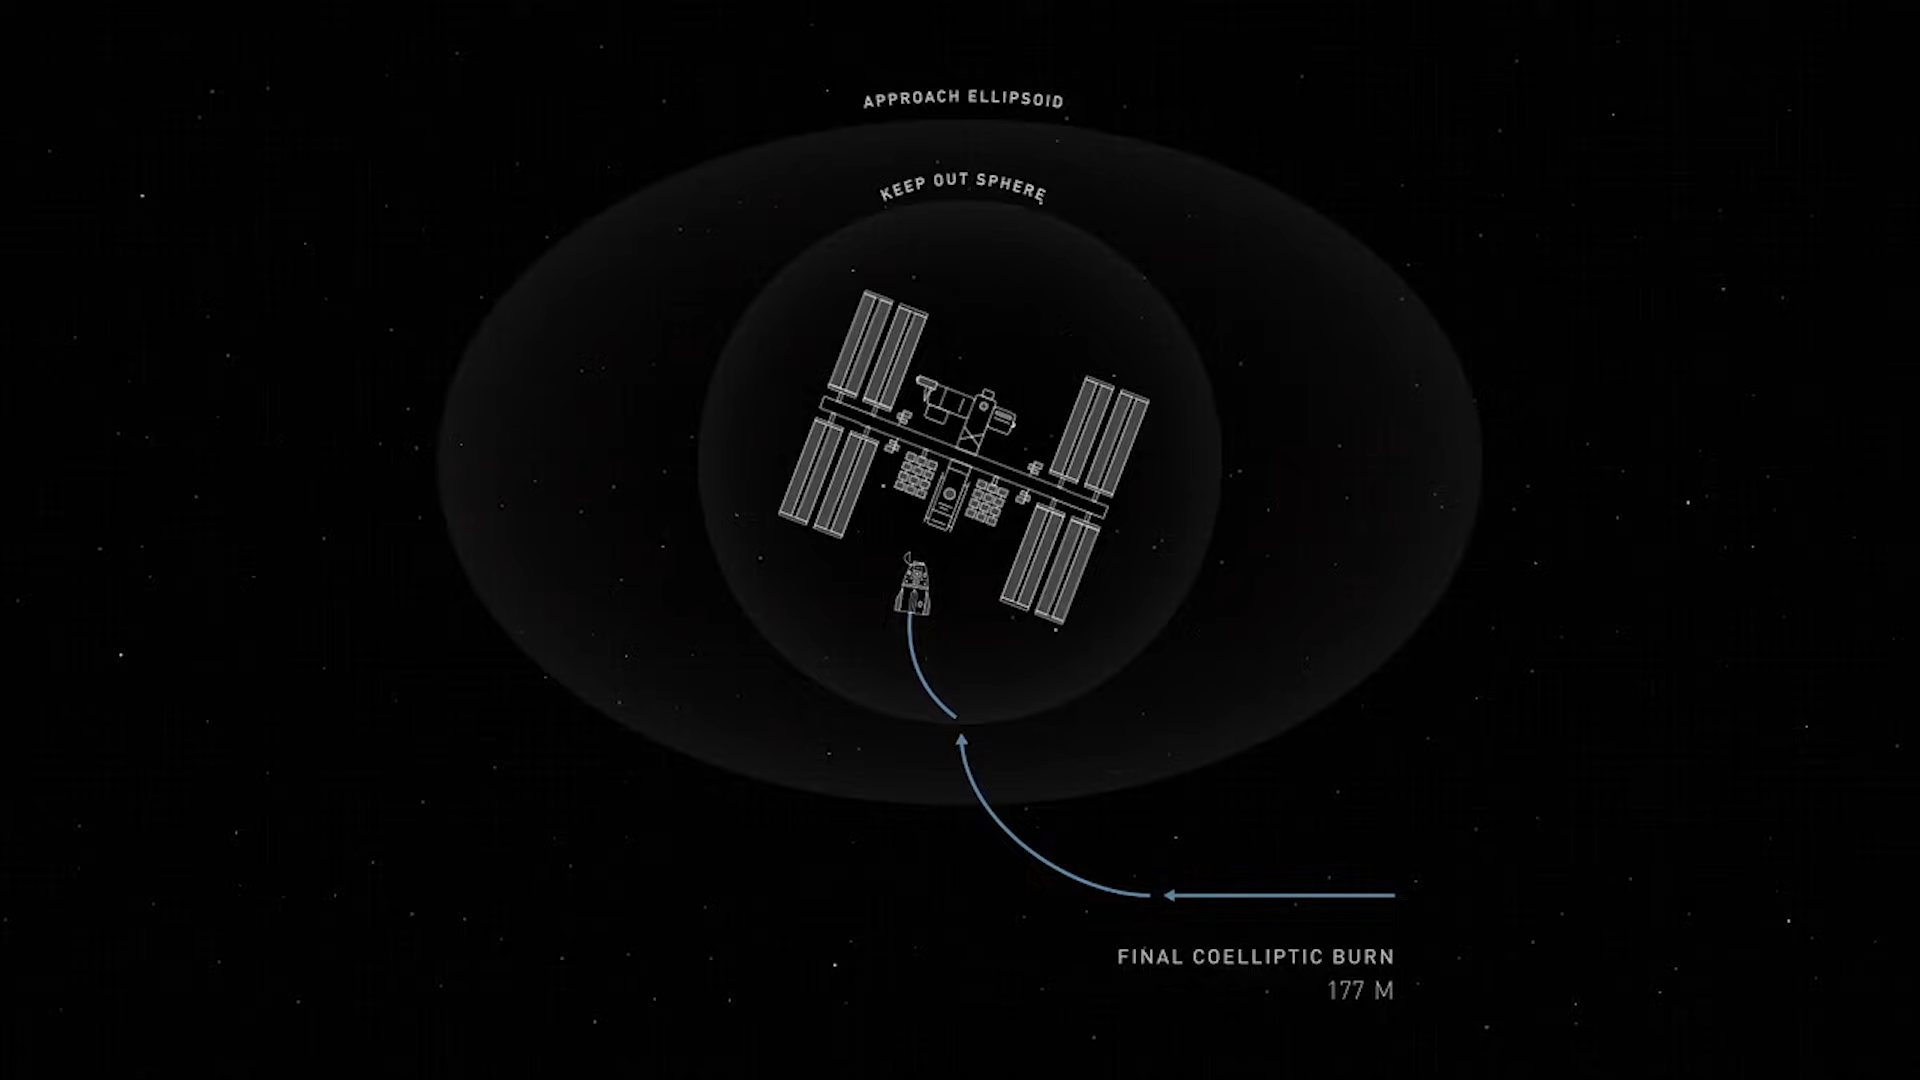 APPROACH ELLIPSOID
KEEP OUT SPHERE
FINAL COELLIPTIC BURN
177 M